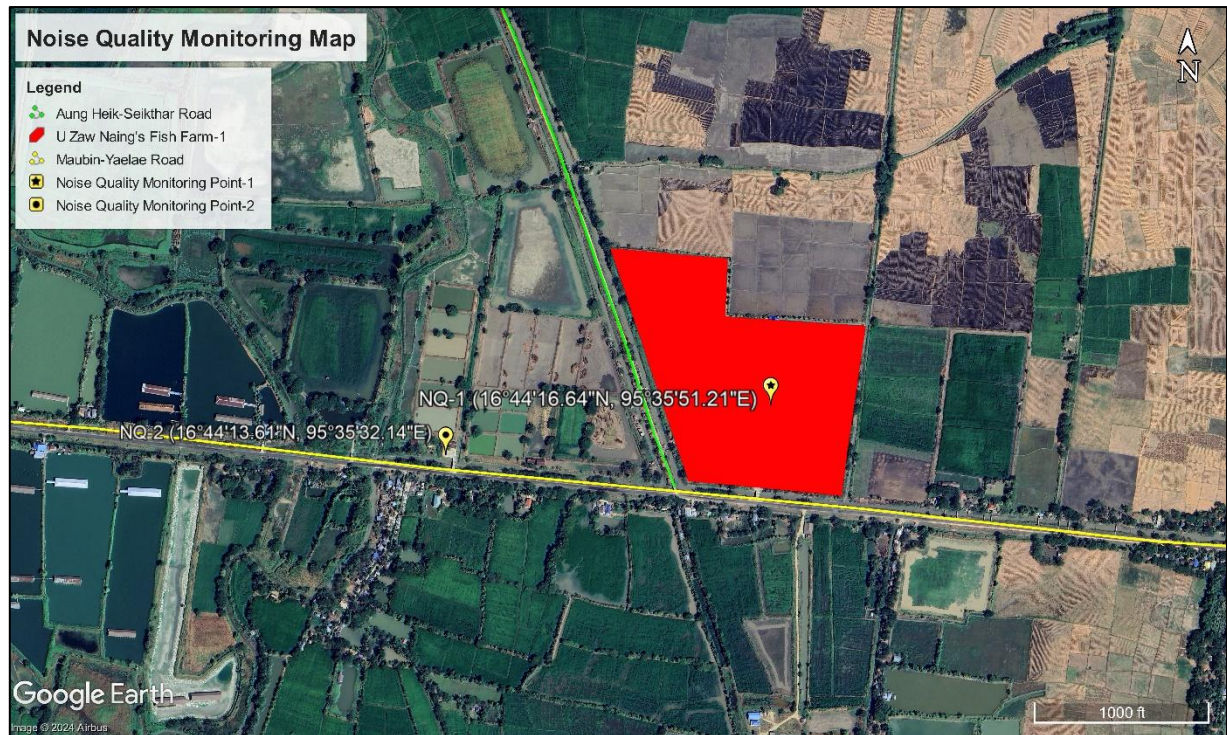 Noise Quality Monitoring Map
Legend
Aung Heik-Seikthar Road
U Zaw Naing's Fish Farm-1
Maubin-Yaelae Road
Noise Quality Monitoring Point-1
Noise Quality Monitoring Point-2
N
NQ-1 (16°44'16.64"N, 95°35'51.21"E)
NQ-2 (16°44'13.61"N, 95°35'32.14"E)
Google Earth
Image © 2024 Airbus
1000 ft